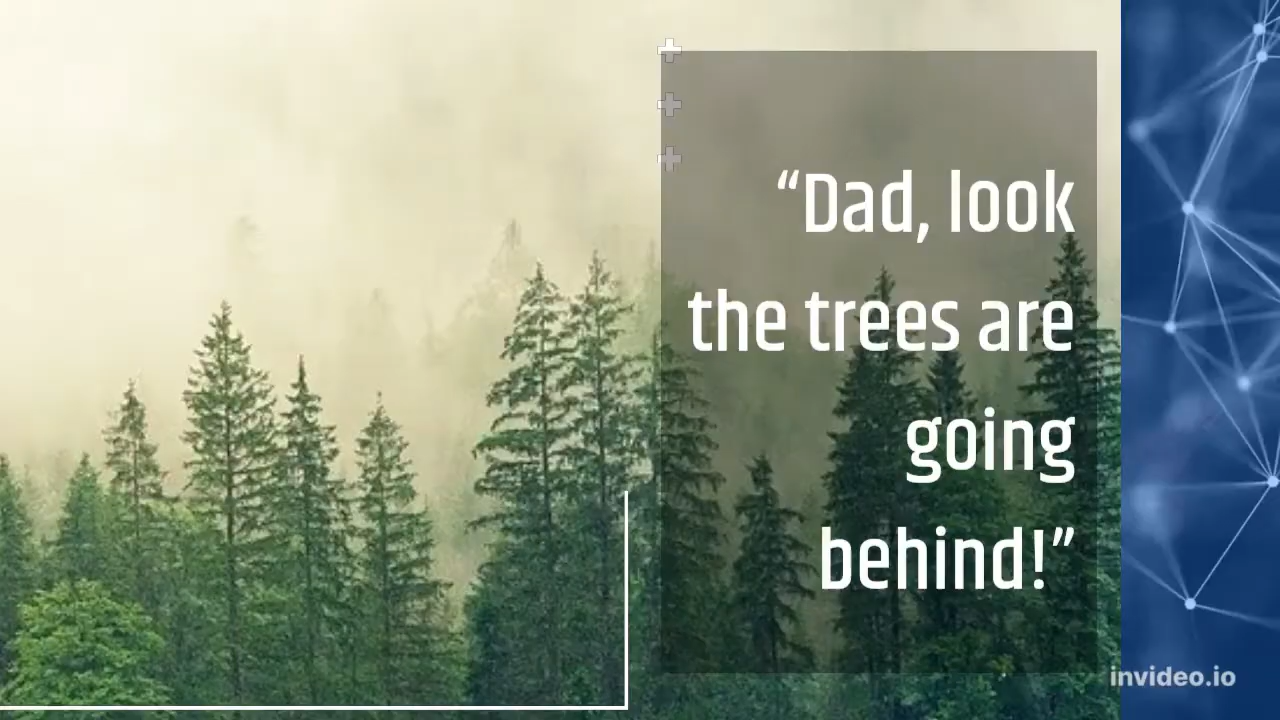 “Dad, look
the trees are
going
behind!”
invideo.io